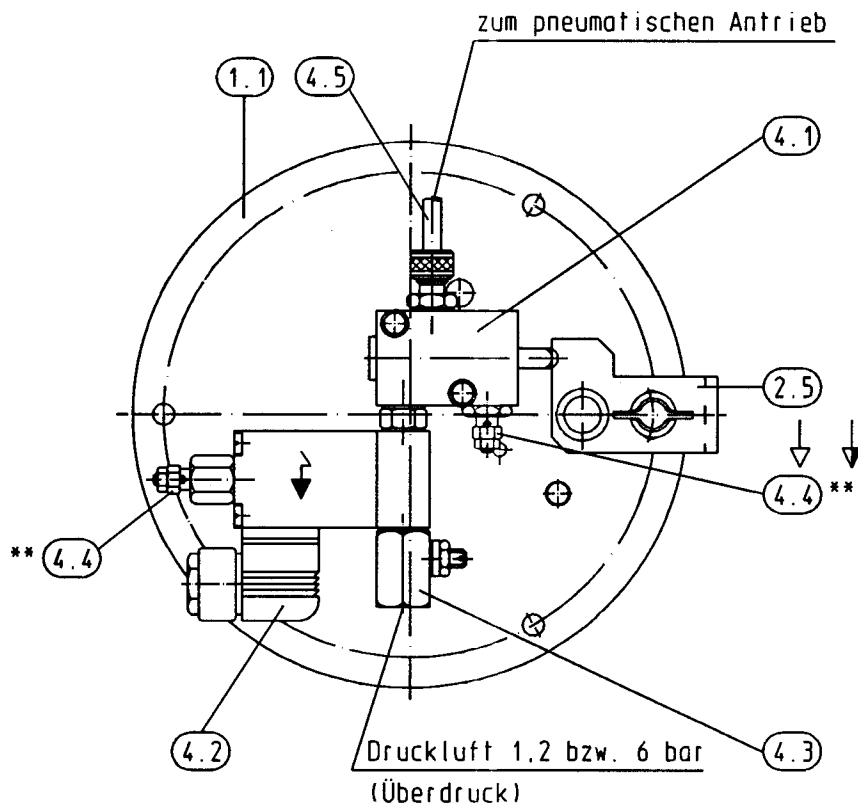 zum pneumatischen Antrieb
1.1
4.5
4.1
2.5
4.4 **
** 4.4
4.2
Druckluft 1,2 bzw. 6 bar
(Überdruck)
4.3